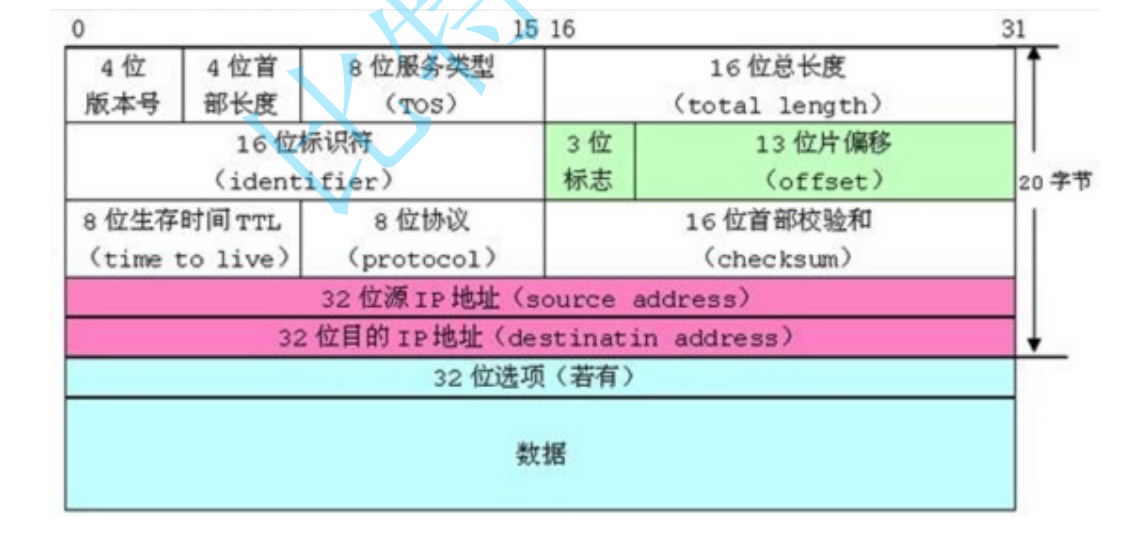 0 15 16 31
4 位 4 位首 8 位服务类型 16 位总长度
版本号 部长度 (TOS) (total length)
16 位标识符 3 位 13 位片偏移
(identifier) 标志 (offset) 20 字节
8 位生存时间 TTL 8 位协议 16 位首部校验和
(time to live) (protocol) (checksum)
32 位源 IP 地址 (source address)
32 位目的 IP 地址 (destinatin address)
32 位选项 (若有)
数据
比特